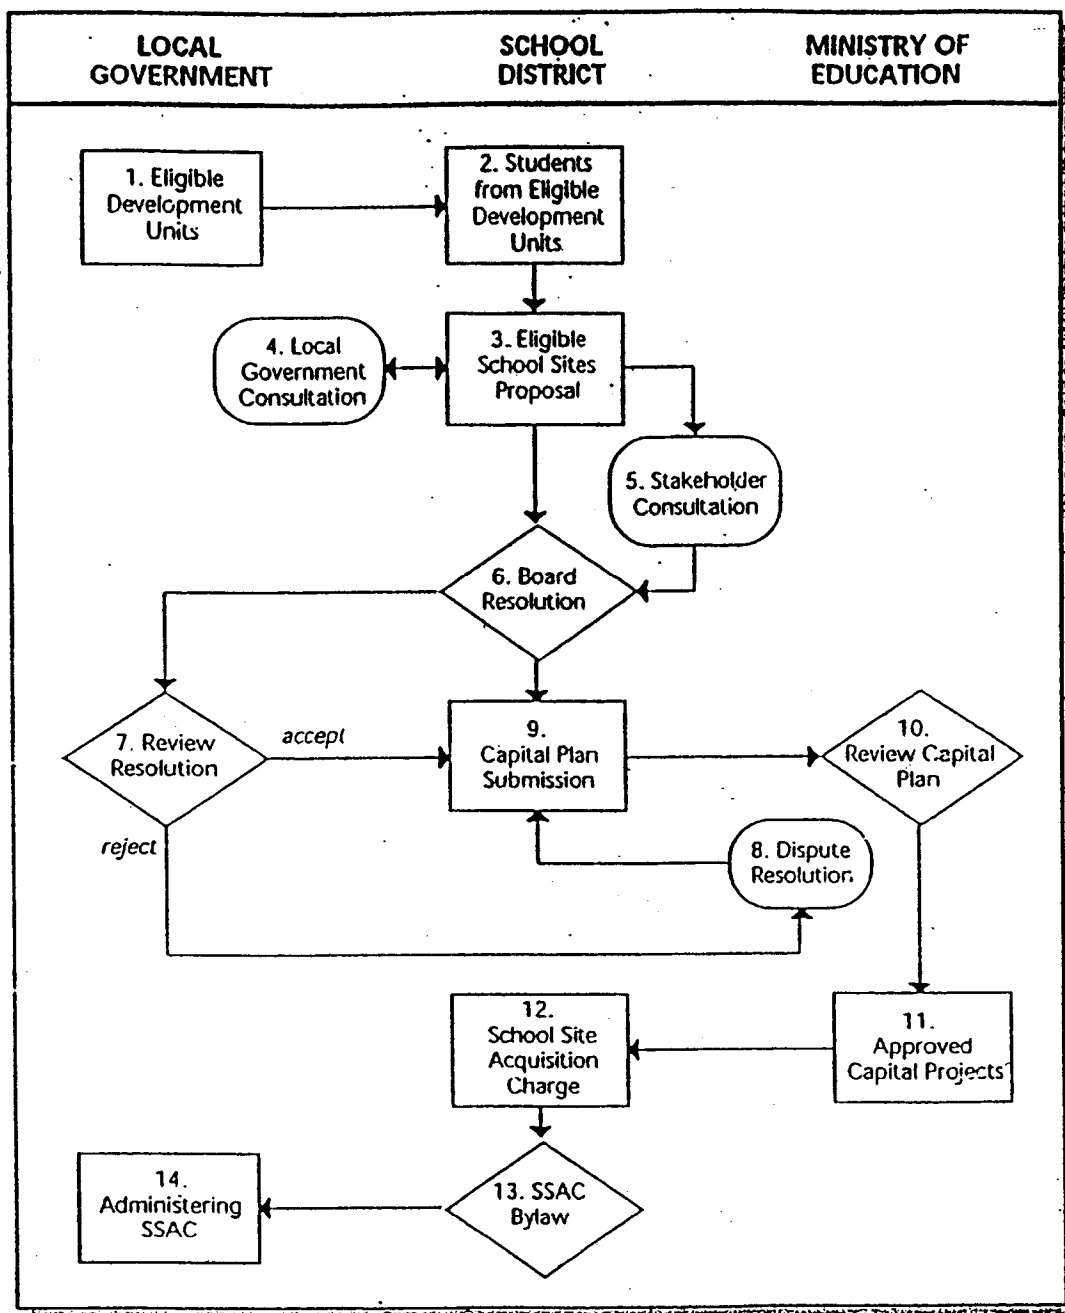 LOCAL
GOVERNMENT
SCHOOL
DISTRICT
MINISTRY OF
EDUCATION
1. Eligible
Development
Units
2. Students
from Eligible
Development
Units
3. Eligible
School Sites
Proposal
4. Local
Government
Consultation
5. Stakeholder
Consultation
6. Board
Resolution
7. Review
Resolution
accept
reject
9.
Capital Plan
Submission
10.
Review Capital
Plan
8. Dispute
Resolution
11.
Approved
Capital Projects
12.
School Site
Acquisition
Charge
13. SSAC
Bylaw
14.
Administering
SSAC